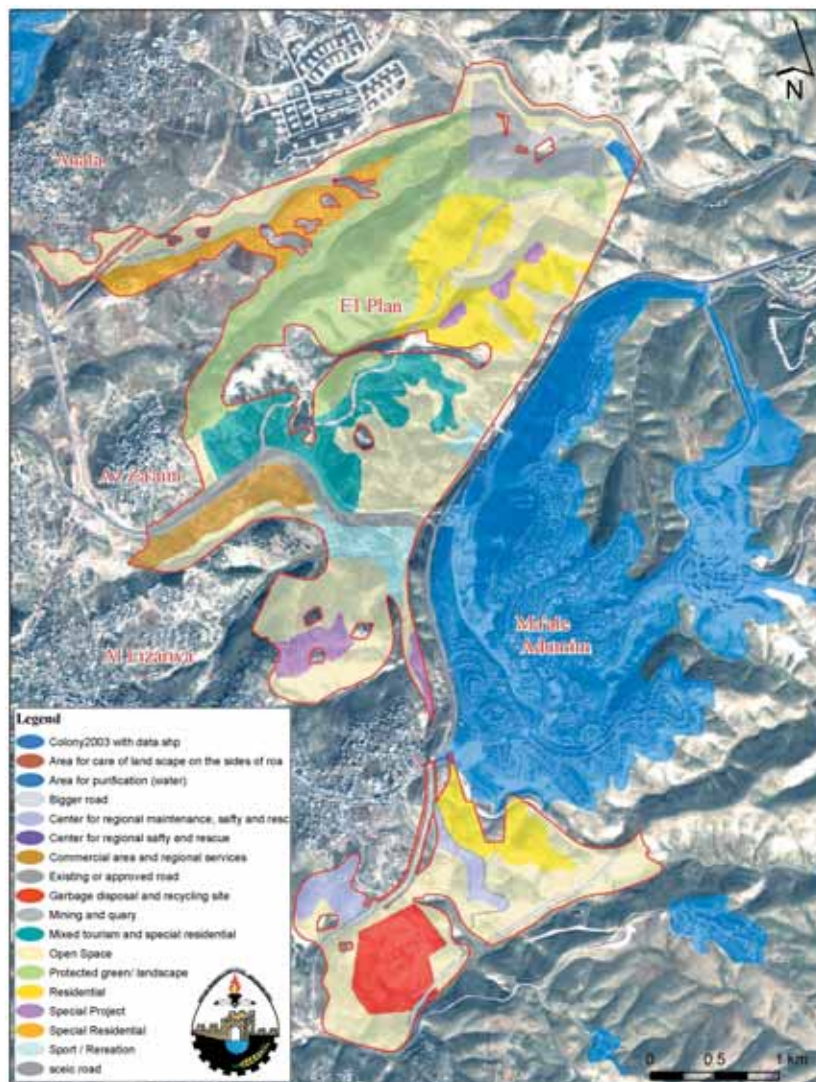 N
Anata
E1 Plan
Az Za'aim
Al Eizariya
Ma'ale
Adumim
Legend
Colony2003 with data shp
Area for care of land scape on the sides of roa
Area for purification (water)
Bigger road
Center for regional maintenance, safty and resc
Center for regional safty and rescue
Commercial area and regional services
Existing or approved road
Garbage disposal and recycling site
Mining and quary
Mixed tourism and special residential
Open Space
Protected green/ landscape
Residential
Special Project
Special Residential
Sport / Rereation
sceic road
0 0.5 1 km